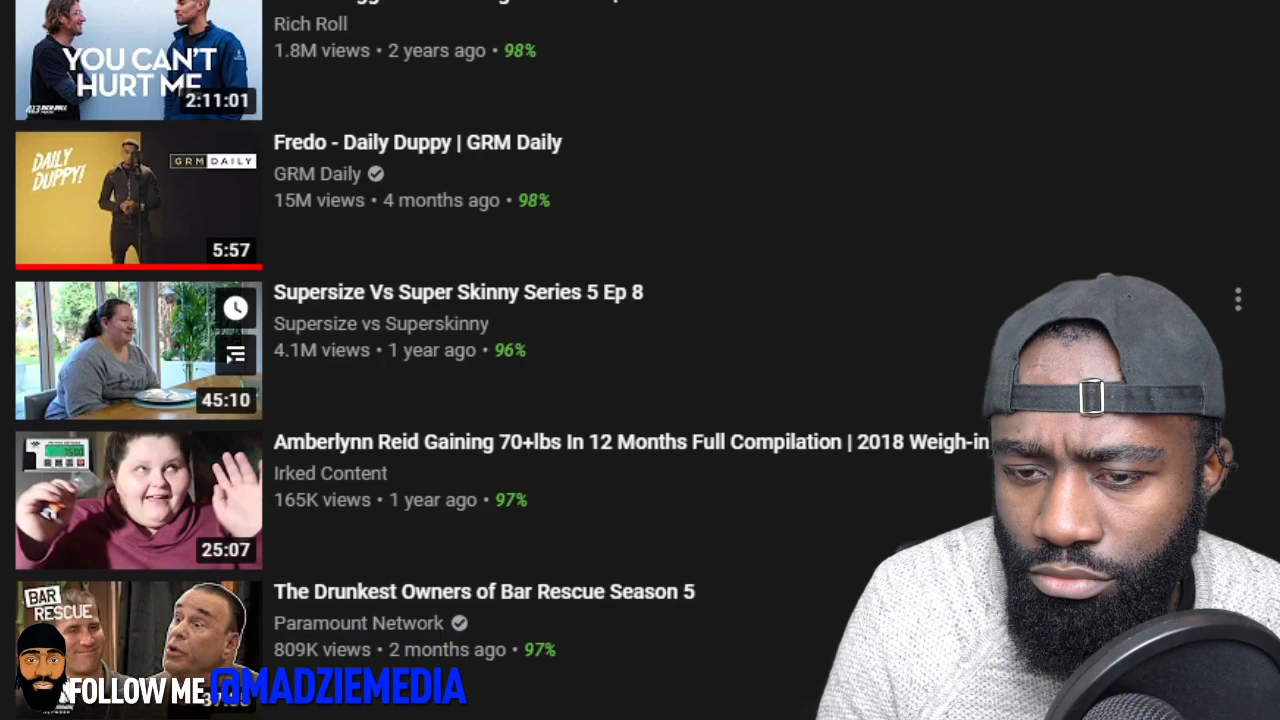 Rich Roll
1.8M views • 2 years ago • 98%
YOU CAN'T
HURT ME
2:11:01
Fredo - Daily Duppy | GRM Daily
GRM Daily
15M views • 4 months ago • 98%
DAILY
DUPPY!
GRM DAILY
5:57
Supersize Vs Super Skinny Series 5 Ep 8
Supersize vs Superskinny
4.1M views • 1 year ago • 96%
45:10
Amberlynn Reid Gaining 70+lbs In 12 Months Full Compilation | 2018 Weigh-in
Irked Content
165K views • 1 year ago • 97%
25:07
The Drunkest Owners of Bar Rescue Season 5
Paramount Network
809K views • 2 months ago • 97%
BAR
RESCUE
FOLLOW ME @MADZIEMEDIA